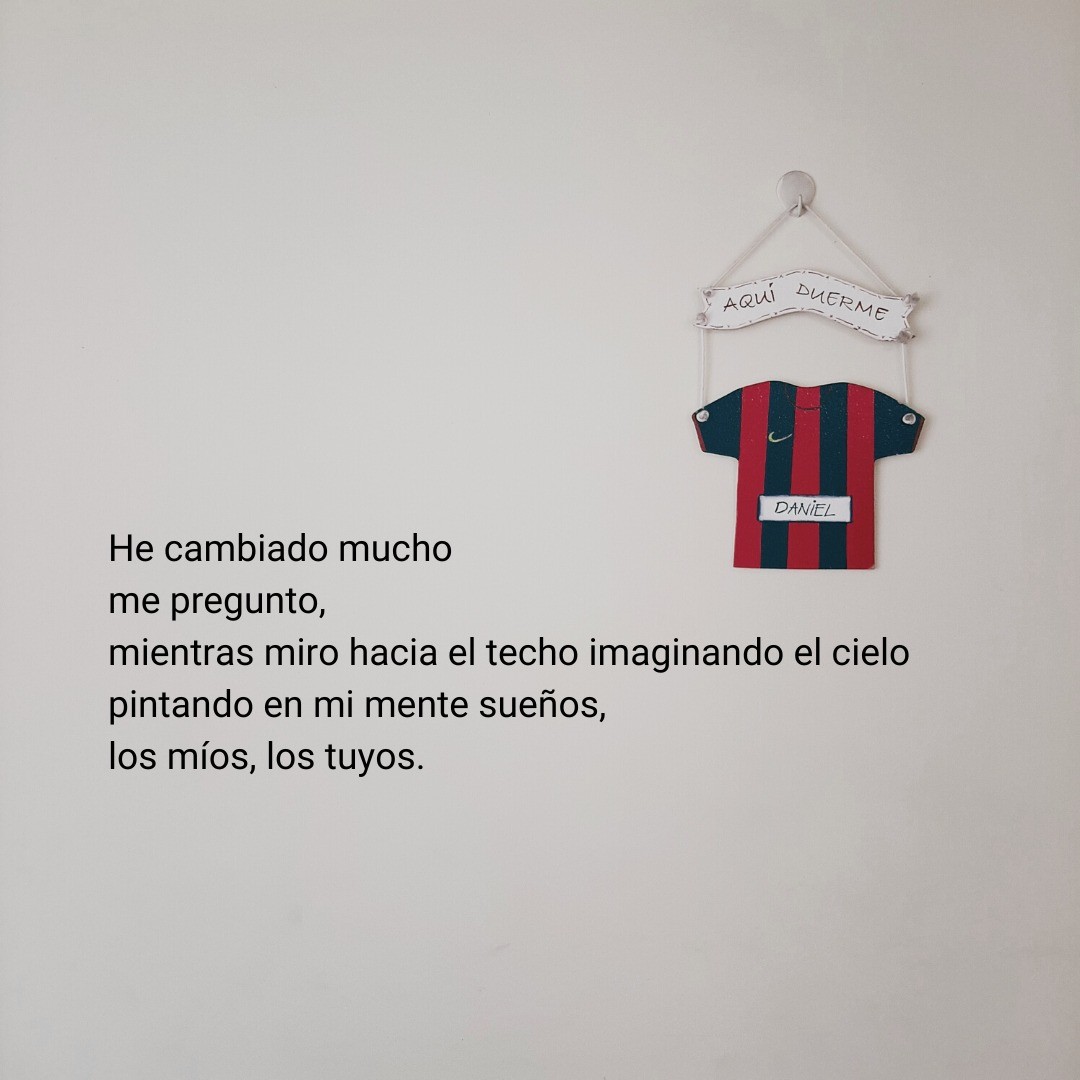 AQUÍ DUERME
DANIEL
He cambiado mucho
me pregunto,
mientras miro hacia el techo imaginando el cielo
pintando en mi mente sueños,
los míos, los tuyos.